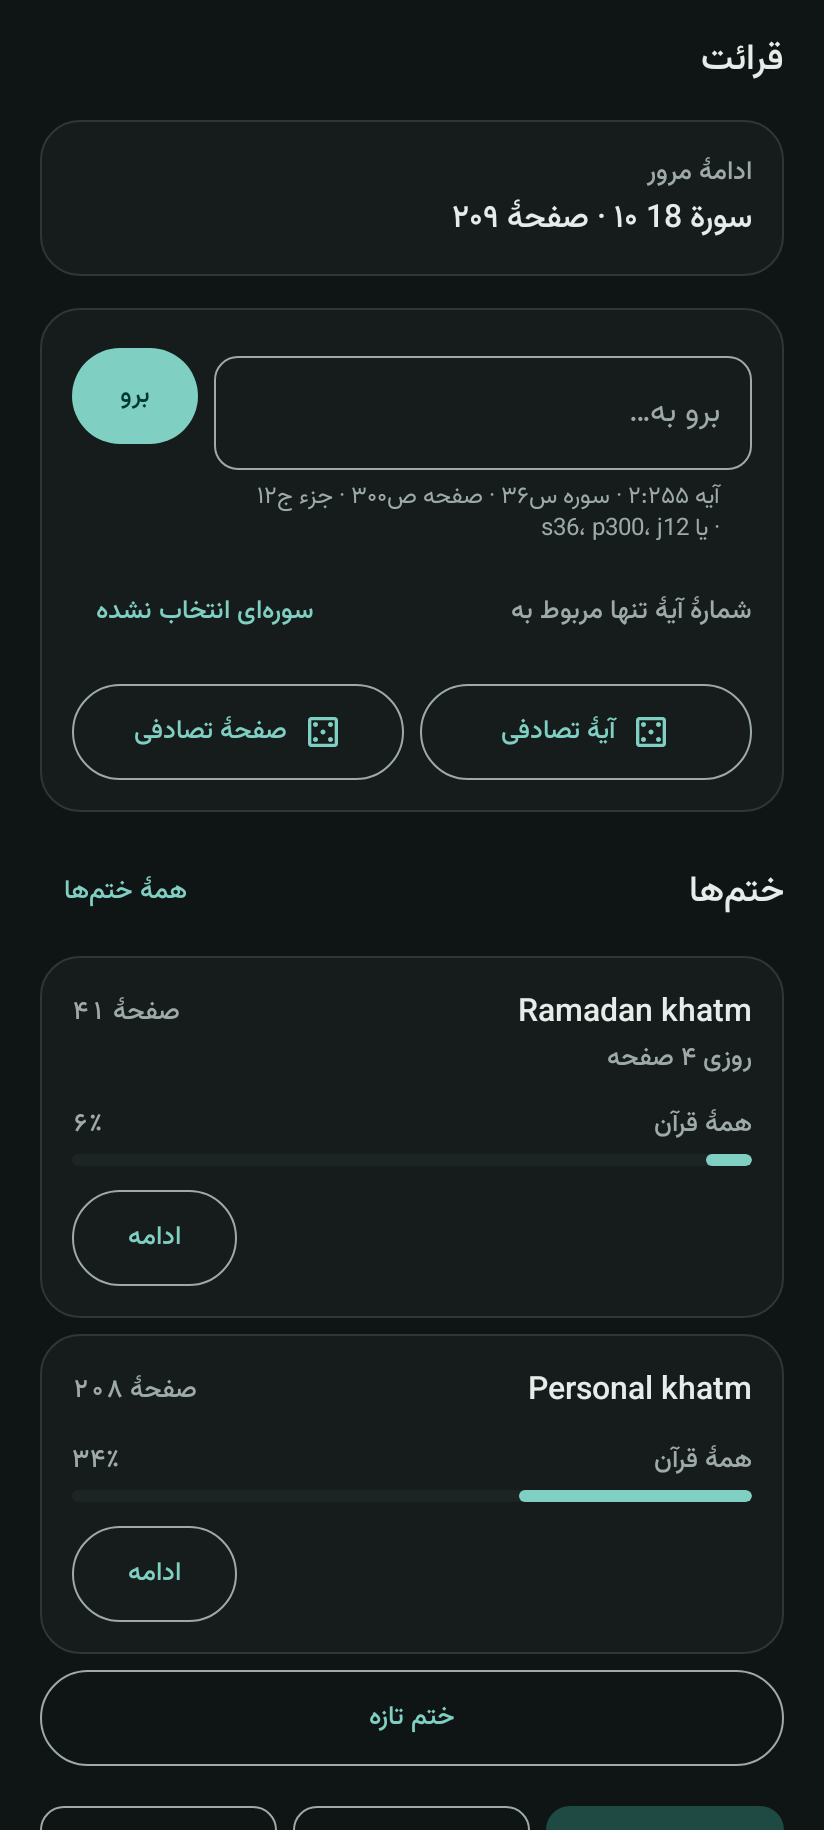 قرائت
ادامهٔ مرور
سورة 18 ۱۰ · صفحهٔ ۲۰۹
برو به…
برو
آیه ۲:۲۵۵ · سوره س۳۶ · صفحه ص۳۰۰ · جزء ج۱۲
· یا s36، p300، j12
شمارهٔ آیهٔ تنها مربوط به
سوره‌ای انتخاب نشده
آیهٔ تصادفی
صفحهٔ تصادفی
ختم‌ها
همهٔ ختم‌ها
Ramadan khatm
صفحهٔ ۴۱
روزی ۴ صفحه
همهٔ قرآن
۶٪
ادامه
Personal khatm
صفحهٔ ۲۰۸
همهٔ قرآن
۳۴٪
ادامه
ختم تازه